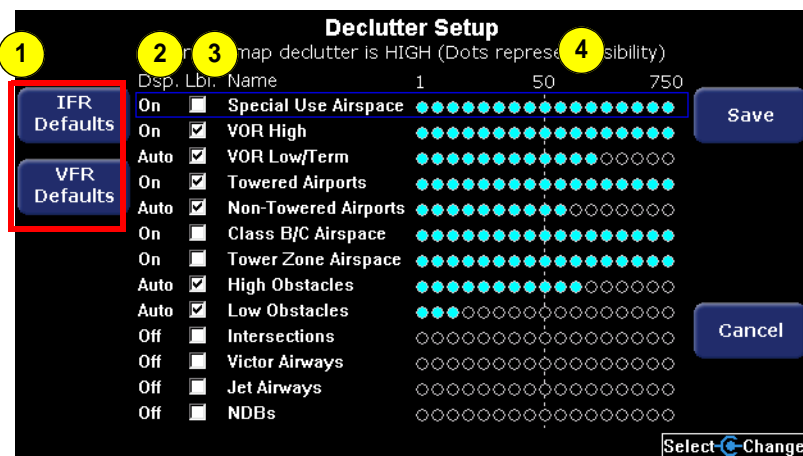 Declutter Setup
1 2 3 4
map declutter is HIGH (Dots
Dsp. Lbl. Name 1 50 750
IFR Defaults
VFR Defaults
On Special Use Airspace
On VOR High
Auto VOR Low/Term
On Towered Airports
Auto Non-Towered Airports
On Class B/C Airspace
On Tower Zone Airspace
Auto High Obstacles
Auto Low Obstacles
Off Intersections
Off Victor Airways
Off Jet Airways
Off NDBs
Save
Cancel
Select Change